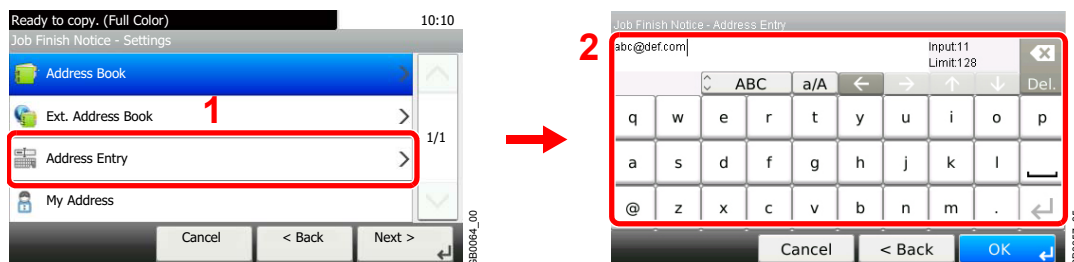 Ready to copy. (Full Color) 10:10
Job Finish Notice - Settings
Address Book
Ext. Address Book
1
1/1
Address Entry
My Address
Cancel < Back Next >
GB0064_00
2
Job Finish Notice - Address Entry
abc@def.com
Input:11
Limit:128
ABC a/A ← → ↑ ↓ Del.
q w e r t y u i o p
a s d f g h j k l
@ z x c v b n m .
Cancel < Back OK